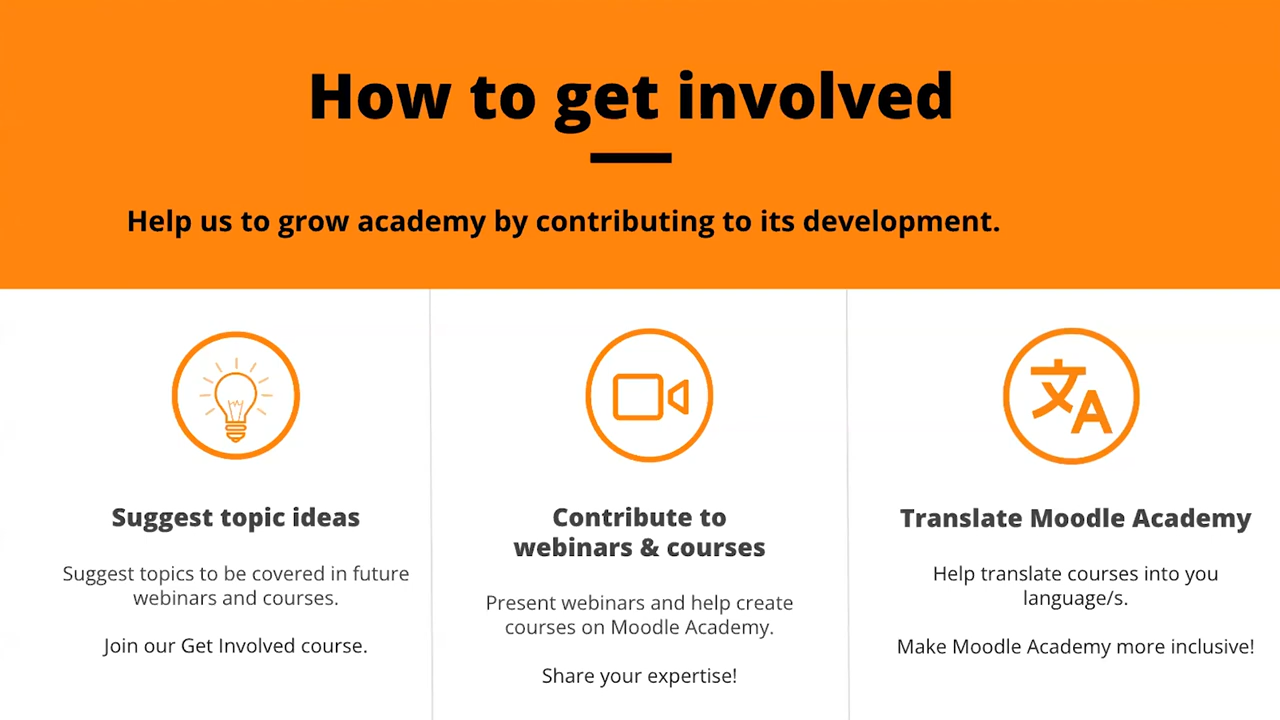 How to get involved
Help us to grow academy by contributing to its development.
Suggest topic ideas
Suggest topics to be covered in future
webinars and courses.
Join our Get Involved course.
Contribute to
webinars & courses
Present webinars and help create
courses on Moodle Academy.
Share your expertise!
文A
Translate Moodle Academy
Help translate courses into you
language/s.
Make Moodle Academy more inclusive!